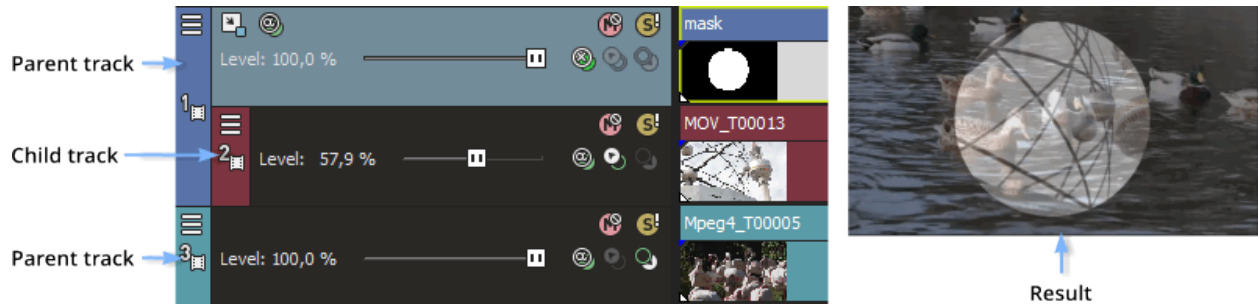 mask
Parent track
Level: 100,0 %
1
MOV_T00013
Child track
2
Level: 57,9 %
Mpeg4_T00005
Parent track
3
Level: 100,0 %
Result